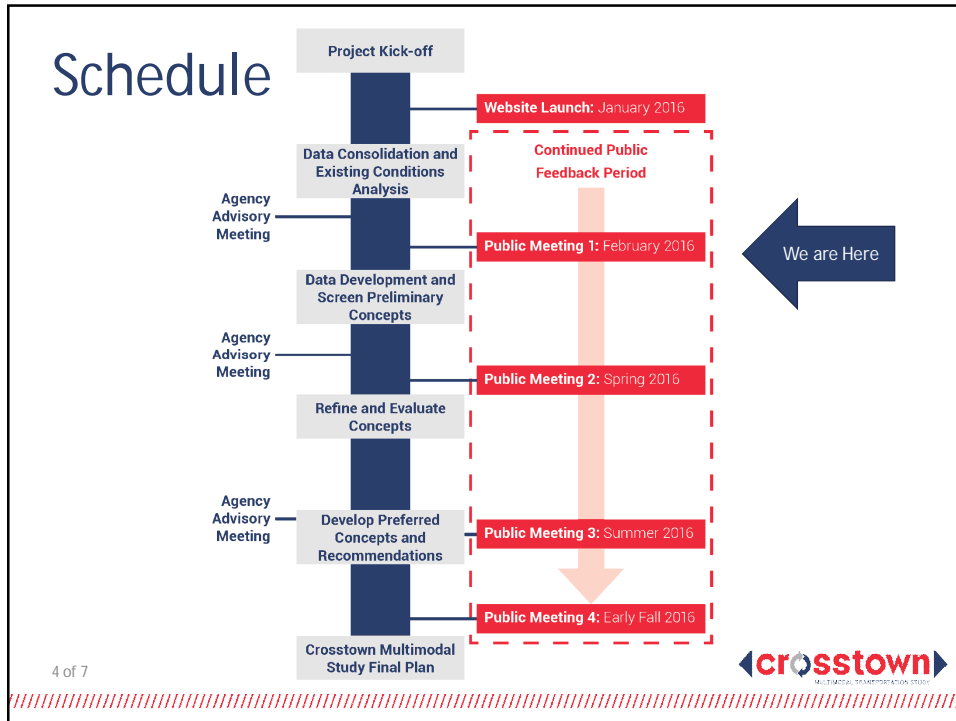 Schedule
Project Kick-off
Website Launch: January 2016
Continued Public
Feedback Period
Data Consolidation and
Existing Conditions
Analysis
Agency
Advisory
Meeting
Public Meeting 1: February 2016
We are Here
Data Development and
Screen Preliminary
Concepts
Agency
Advisory
Meeting
Public Meeting 2: Spring 2016
Refine and Evaluate
Concepts
Agency
Advisory
Meeting
Develop Preferred
Concepts and
Recommendations
Public Meeting 3: Summer 2016
Public Meeting 4: Early Fall 2016
Crosstown Multimodal
Study Final Plan
4 of 7
crosstown
MULTIMODAL TRANSPORTATION STUDY